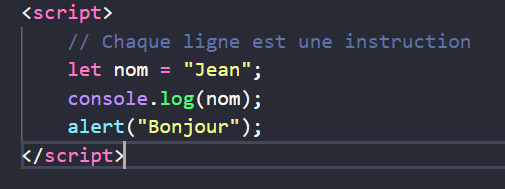 <script>
// Chaque ligne est une instruction
let nom = "Jean";
console.log(nom);
alert("Bonjour");
</script>